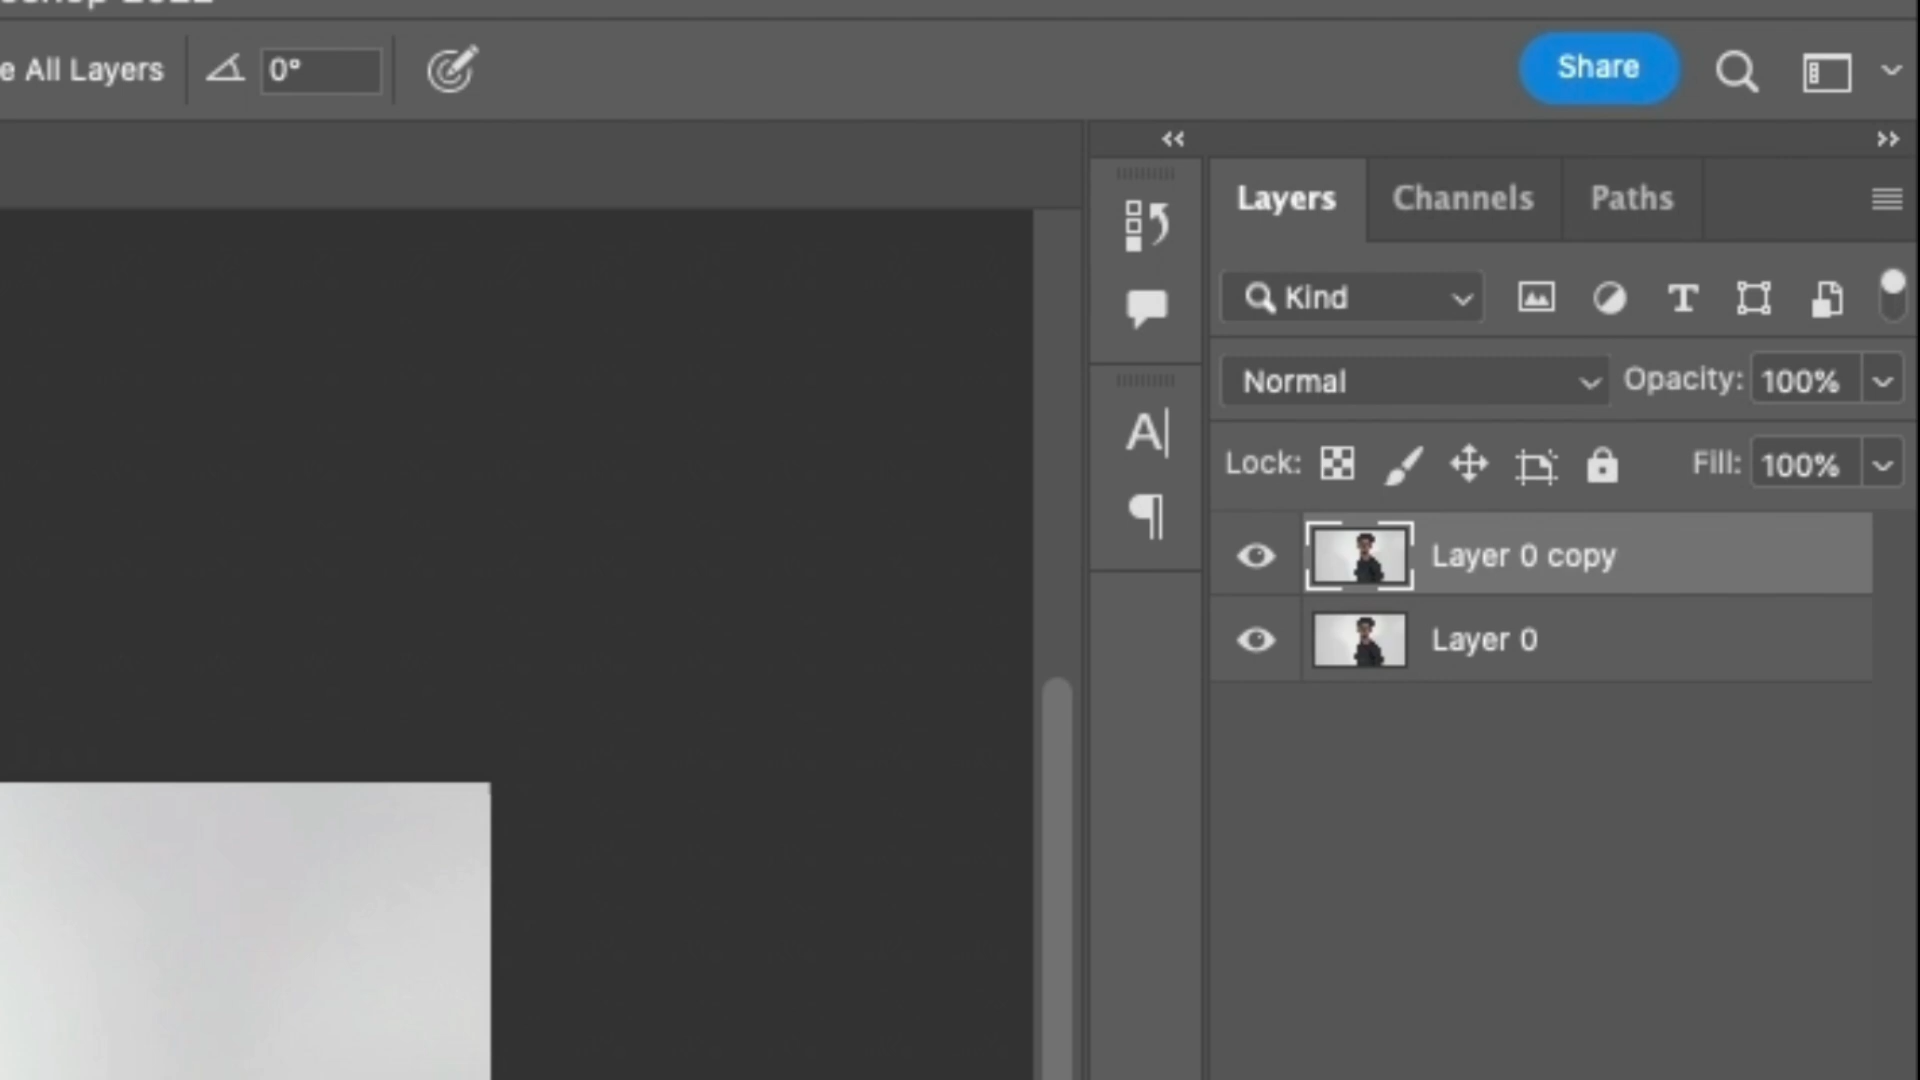 e All Layers
0°
Share
Layers
Channels
Paths
Kind
Normal
Opacity: 100%
Lock:
Fill: 100%
Layer 0 copy
Layer 0